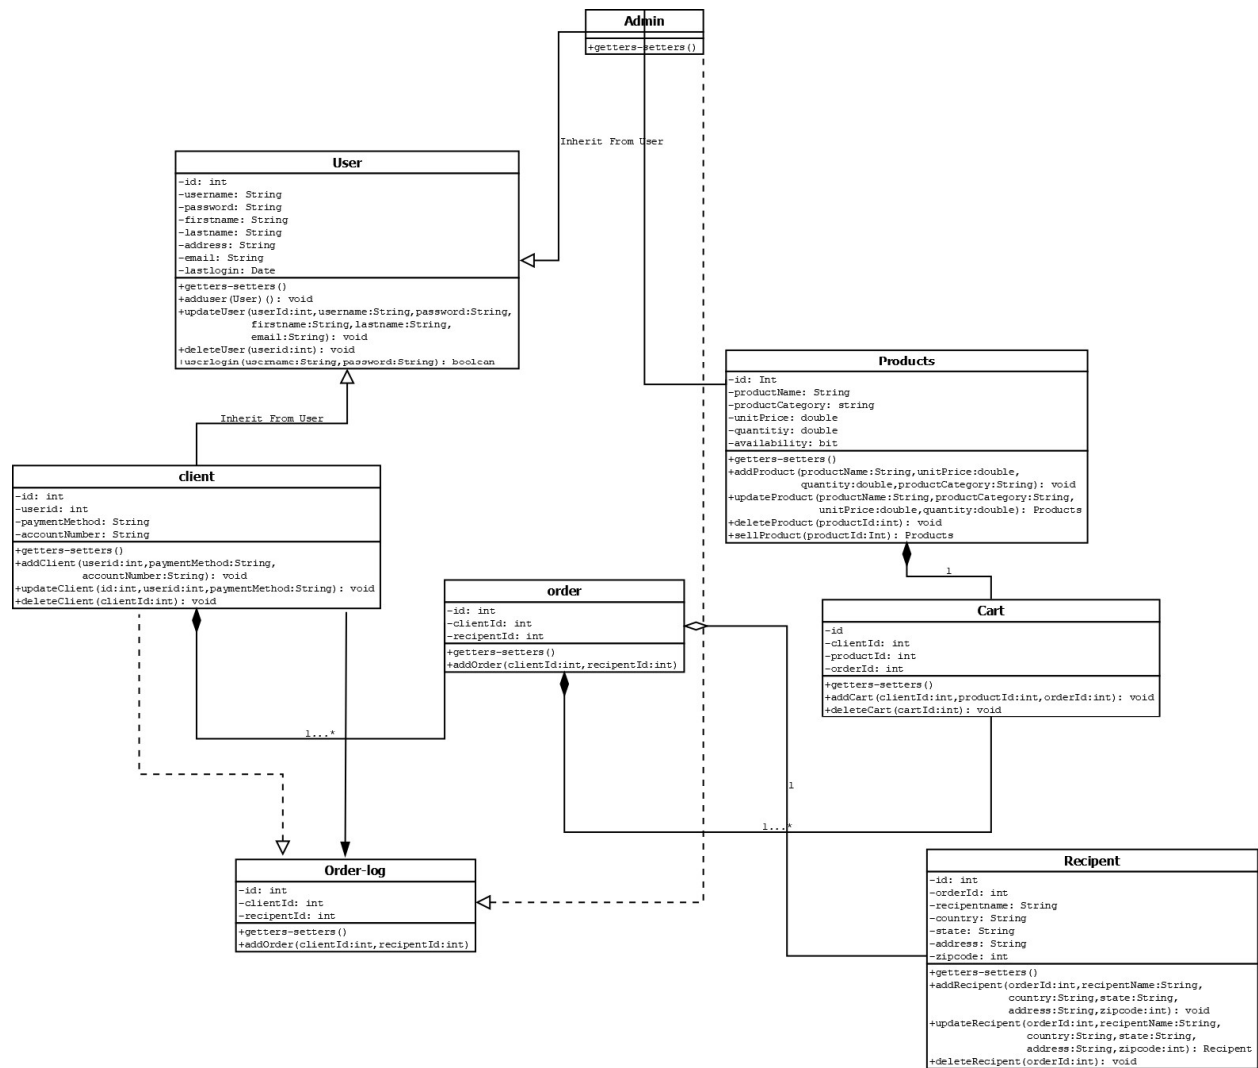 Admin
+getters-setters()
Inherit From User
User
-id: int
-username: String
-password: String
-firstname: String
-lastname: String
-address: String
-email: String
-lastlogin: Date
+getters-setters()
+adduser(User)(): void
+updateUser(userId:int,username:String,password:String,
firstname:String,lastname:String,
email:String): void
+deleteUser(userid:int): void
+userlogin(username:String,password:String): boolean
Inherit From User
Products
-id: Int
-productName: String
-productCategory: string
-unitPrice: double
-quantitiy: double
-availability: bit
+getters-setters()
+addProduct(productName:String,unitPrice:double,
quantity:double,productCategory:String): void
+updateProduct(productName:String,productCategory:String,
unitPrice:double,quantity:double): Products
+deleteProduct(productId:int): void
+sellProduct(productId:Int): Products
1
client
-id: int
-userid: int
-paymentMethod: String
-accountNumber: String
+getters-setters()
+addClient(userid:int,paymentMethod:String,
accountNumber:String): void
+updateClient(id:int,userid:int,paymentMethod:String): void
+deleteClient(clientId:int): void
1...*
order
-id: int
-clientId: int
-recipentId: int
+getters-setters()
+addOrder(clientId:int,recipentId:int)
Cart
-id
-clientId: int
-productId: int
-orderId: int
+getters-setters()
+addCart(clientId:int,productId:int,orderId:int): void
+deleteCart(cartId:int): void
1
1...*
Order-log
-id: int
-clientId: int
-recipentId: int
+getters-setters()
+addOrder(clientId:int,recipentId:int)
Recipent
-id: int
-orderId: int
-recipentname: String
-country: String
-state: String
-address: String
-zipcode: int
+getters-setters()
+addRecipent(orderId:int,recipentName:String,
country:String,state:String,
address:String,zipcode:int): void
+updateRecipent(orderId:int,recipentName:String,
country:String,state:String,
address:String,zipcode:int): Recipent
+deleteRecipent(orderId:int): void